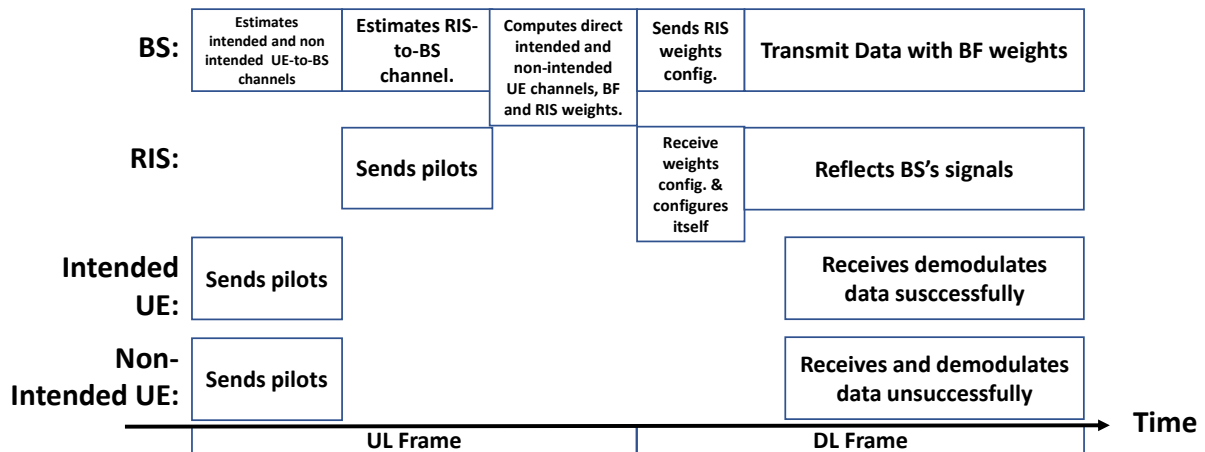 BS:
Estimates
intended and non
intended UE-to-BS
channels
Estimates RIS-
to-BS
channel.
Computes direct
intended and
non-intended
UE channels, BF
and RIS weights.
Sends RIS
weights
config.
Transmit Data with BF weights
RIS:
Sends pilots
Receive
weights
config. &
configures
itself
Reflects BS’s signals
Intended
UE:
Sends pilots
Receives demodulates
data susccessfully
Non-
Intended UE:
Sends pilots
Receives and demodulates
data unsuccessfully
Time
UL Frame
DL Frame